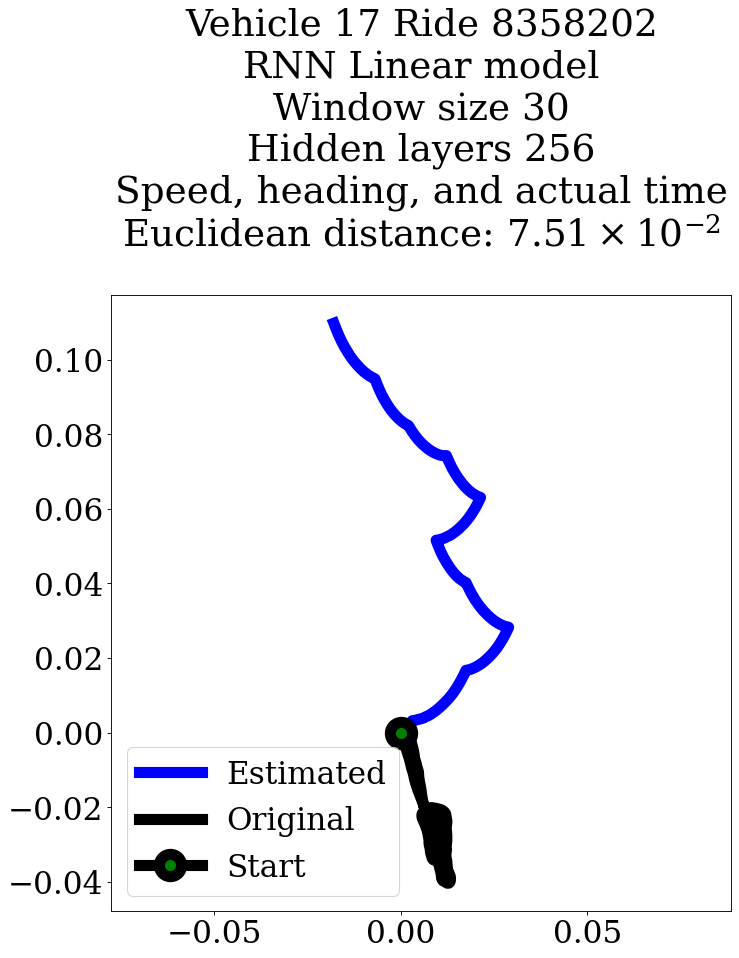 Vehicle 17 Ride 8358202
RNN Linear model
Window size 30
Hidden layers 256
Speed, heading, and actual time
Euclidean distance: 7.51 × 10⁻²
0.10
0.08
0.06
0.04
0.02
0.00
−0.02
−0.04
Estimated
Original
Start
−0.05
0.00
0.05